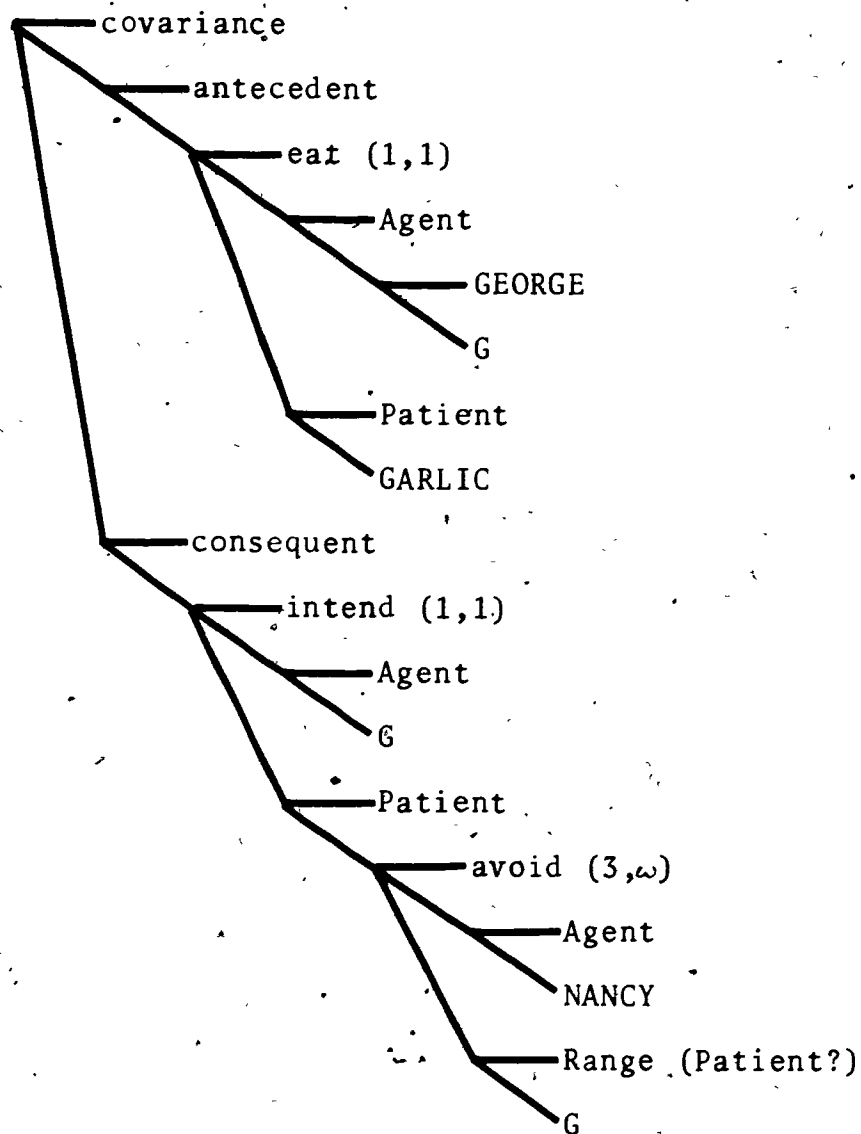 covariance
antecedent
eat (1,1)
Agent
GEORGE
G
Patient
GARLIC
consequent
intend (1,1)
Agent
G
Patient
avoid (3,ω)
Agent
NANCY
Range (Patient?)
G